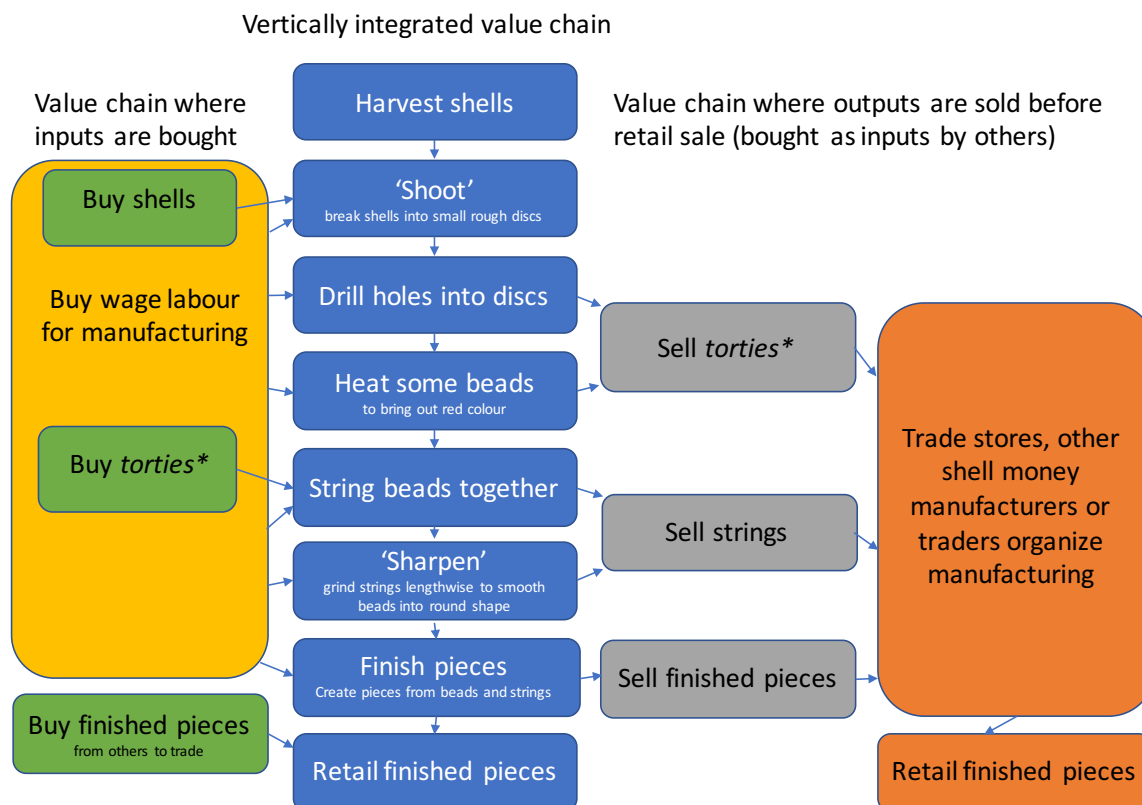 Vertically integrated value chain
Value chain where
inputs are bought
Harvest shells
Value chain where outputs are sold before
retail sale (bought as inputs by others)
Buy shells
‘Shoot’
break shells into small rough discs
Buy wage labour
for manufacturing
Drill holes into discs
Sell torties*
Heat some beads
to bring out red colour
Buy torties*
String beads together
Sell strings
Trade stores, other
shell money
manufacturers or
traders organize
manufacturing
‘Sharpen’
grind strings lengthwise to smooth
beads into round shape
Finish pieces
Create pieces from beads and strings
Sell finished pieces
Buy finished pieces
from others to trade
Retail finished pieces
Retail finished pieces